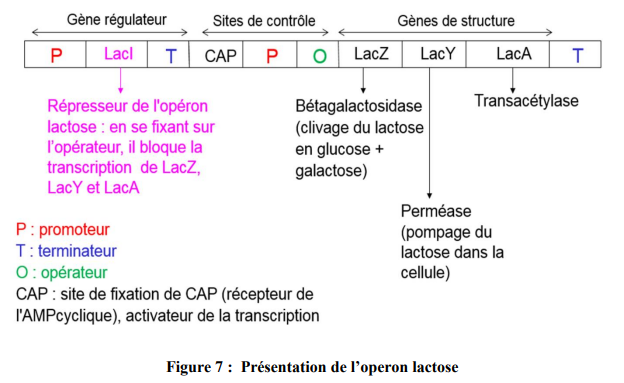 Gène régulateur Sites de contrôle Gènes de structure
P LacI T CAP P O LacZ LacY LacA T
Répresseur de l'opéron
lactose : en se fixant sur
l'opérateur, il bloque la
transcription de LacZ,
LacY et LacA
Bétagalactosidase
(clivage du lactose
en glucose +
galactose)
Transacétylase
Perméase
(pompage du
lactose dans la
cellule)
P : promoteur
T : terminateur
O : opérateur
CAP : site de fixation de CAP (récepteur de
l'AMPcyclique), activateur de la transcription
Figure 7 : Présentation de l'operon lactose